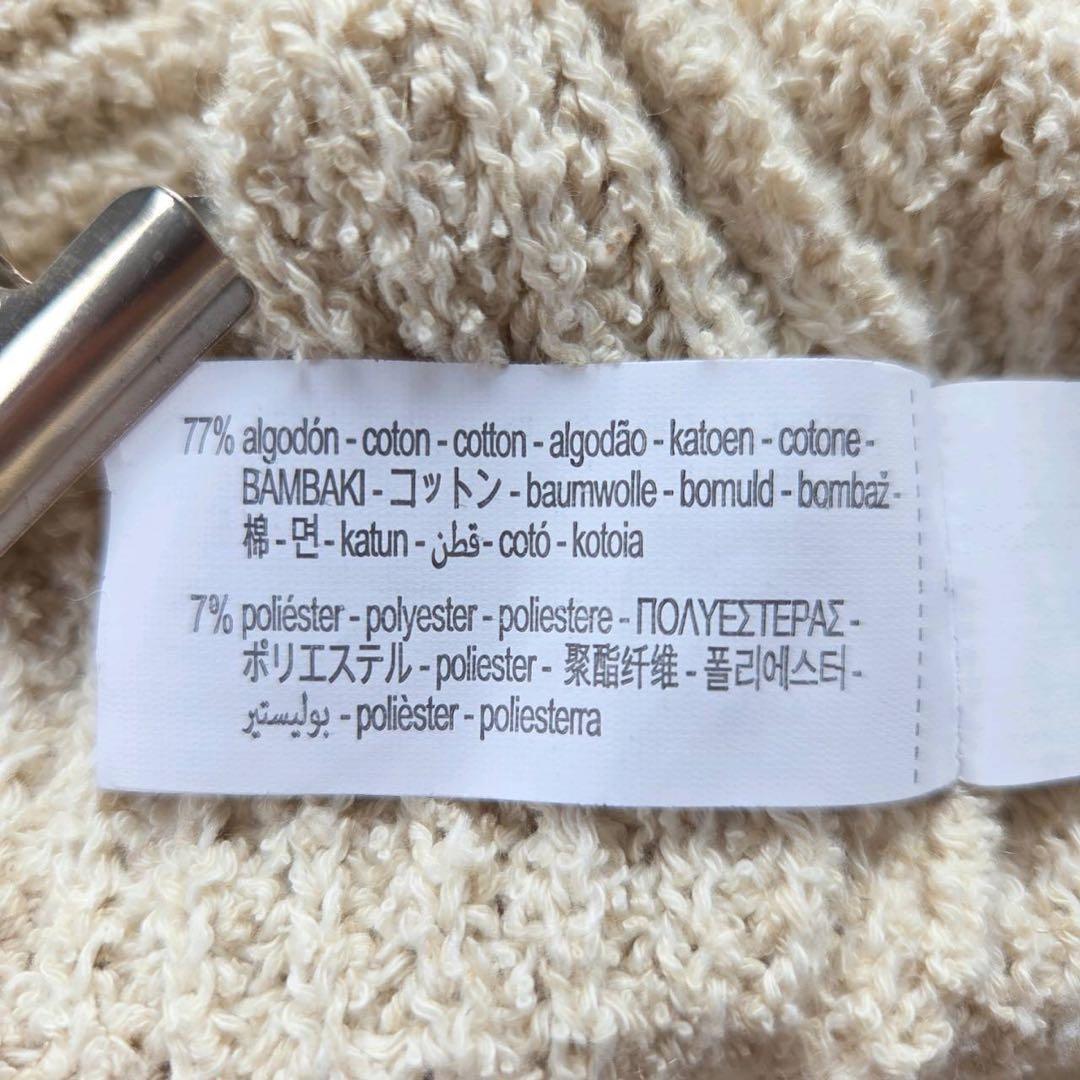 77% algodón - coton - cotton - algodão - katoen - cotone -
BAMBAKI - コットン - baumwolle - bomuld - bombaž -
棉 - 면 - katun - قطن - cotó - kotoia
7% poliéster - polyester - poliestere - ΠΟΛΥΕΣΤΕΡΑΣ -
ポリエステル - poliester - 聚酯纤维 - 폴리에스터 -
بوليستير - polièster - poliesterra